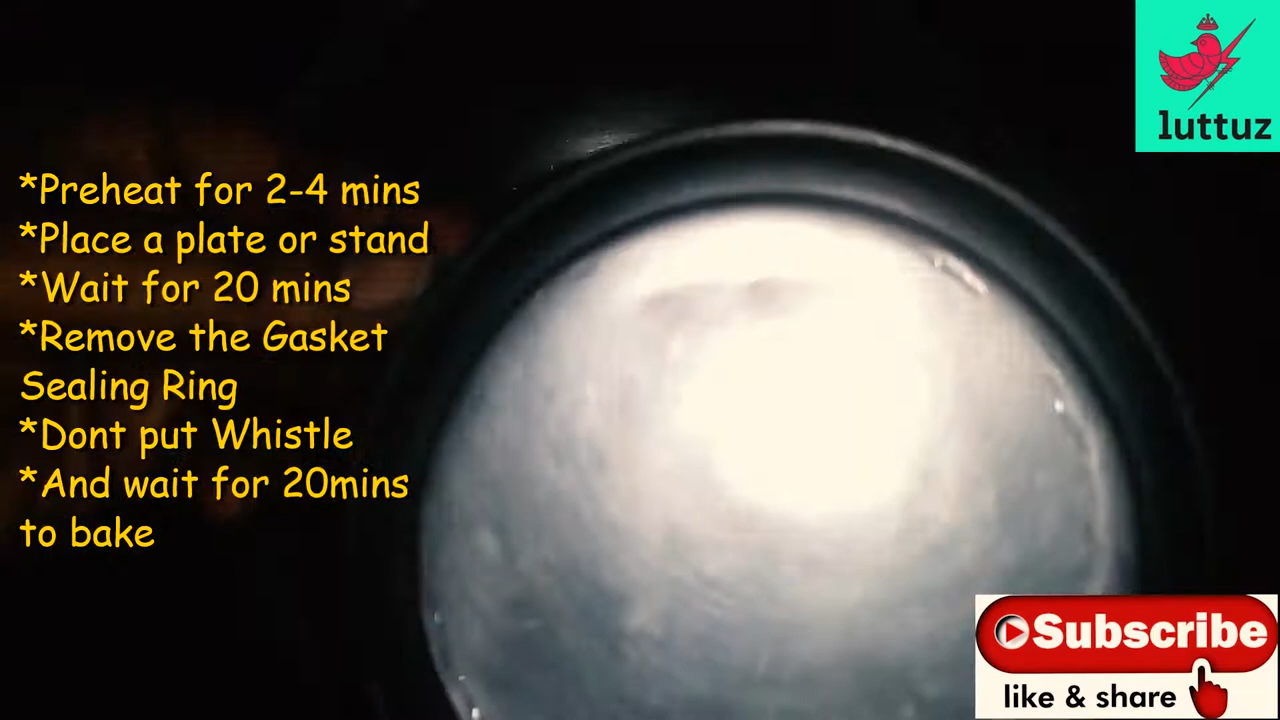 *Preheat for 2-4 mins
*Place a plate or stand
*Wait for 20 mins
*Remove the Gasket
Sealing Ring
*Dont put Whistle
*And wait for 20mins
to bake
luttuz
Subscribe
like & share